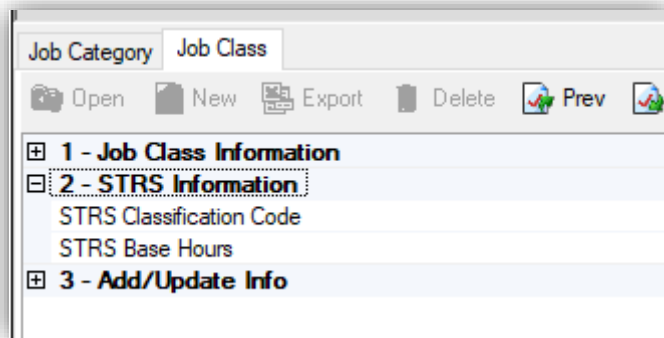 Job Category Job Class
Open New Export Delete Prev
1 - Job Class Information
2 - STRS Information
STRS Classification Code
STRS Base Hours
3 - Add/Update Info